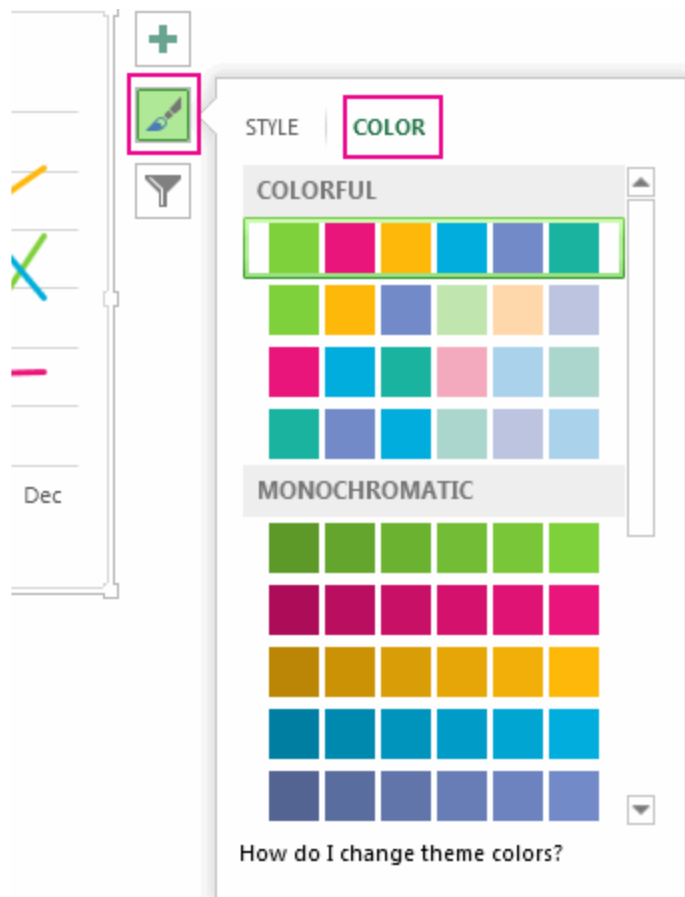 STYLE
COLOR
COLORFUL
MONOCHROMATIC
Dec
How do I change theme colors?